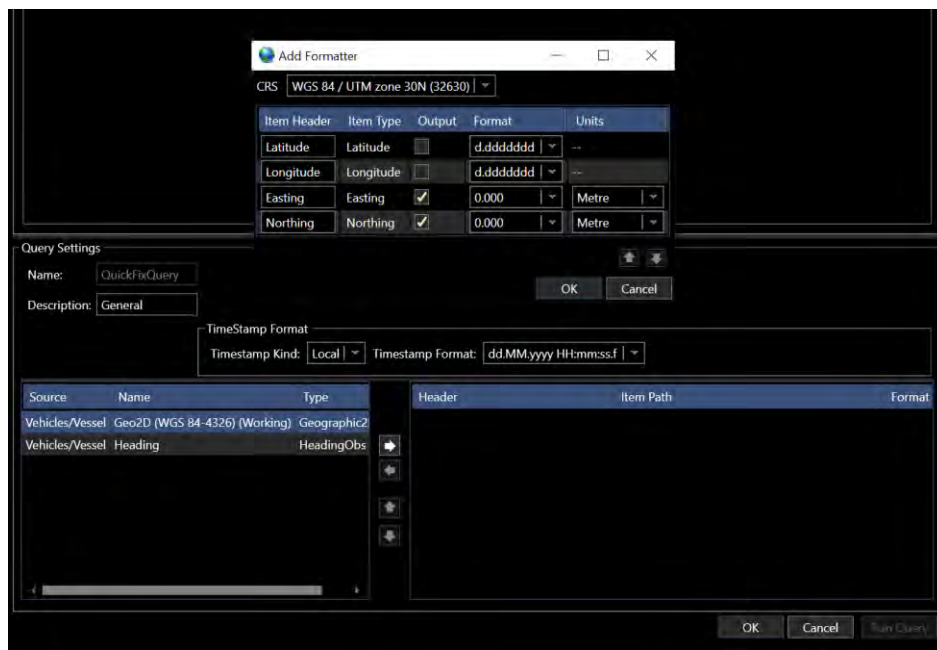 Add Formatter
CRS WGS 84 / UTM zone 30N (32630)
Item Header Item Type Output Format Units
Latitude Latitude d.ddddddd --
Longitude Longitude d.ddddddd --
Easting Easting 0.000 Metre
Northing Northing 0.000 Metre
OK Cancel
Query Settings
Name: QuickFixQuery
Description: General
TimeStamp Format
Timestamp Kind: Local Timestamp Format: dd.MM.yyyy HH:mm:ss.f
Source Name Type Header Item Path Format
Vehicles/Vessel Geo2D (WGS 84-4326) (Working) Geographic2
Vehicles/Vessel Heading HeadingObs
OK Cancel Run Query